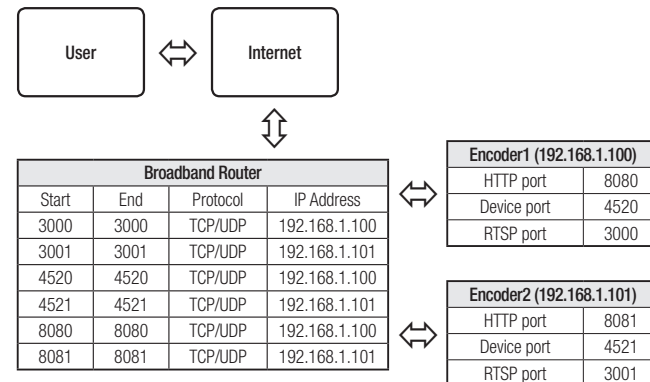 User
Internet
Broadband Router
Start End Protocol IP Address
3000 3000 TCP/UDP 192.168.1.100
3001 3001 TCP/UDP 192.168.1.101
4520 4520 TCP/UDP 192.168.1.100
4521 4521 TCP/UDP 192.168.1.101
8080 8080 TCP/UDP 192.168.1.100
8081 8081 TCP/UDP 192.168.1.101
Encoder1 (192.168.1.100)
HTTP port 8080
Device port 4520
RTSP port 3000
Encoder2 (192.168.1.101)
HTTP port 8081
Device port 4521
RTSP port 3001